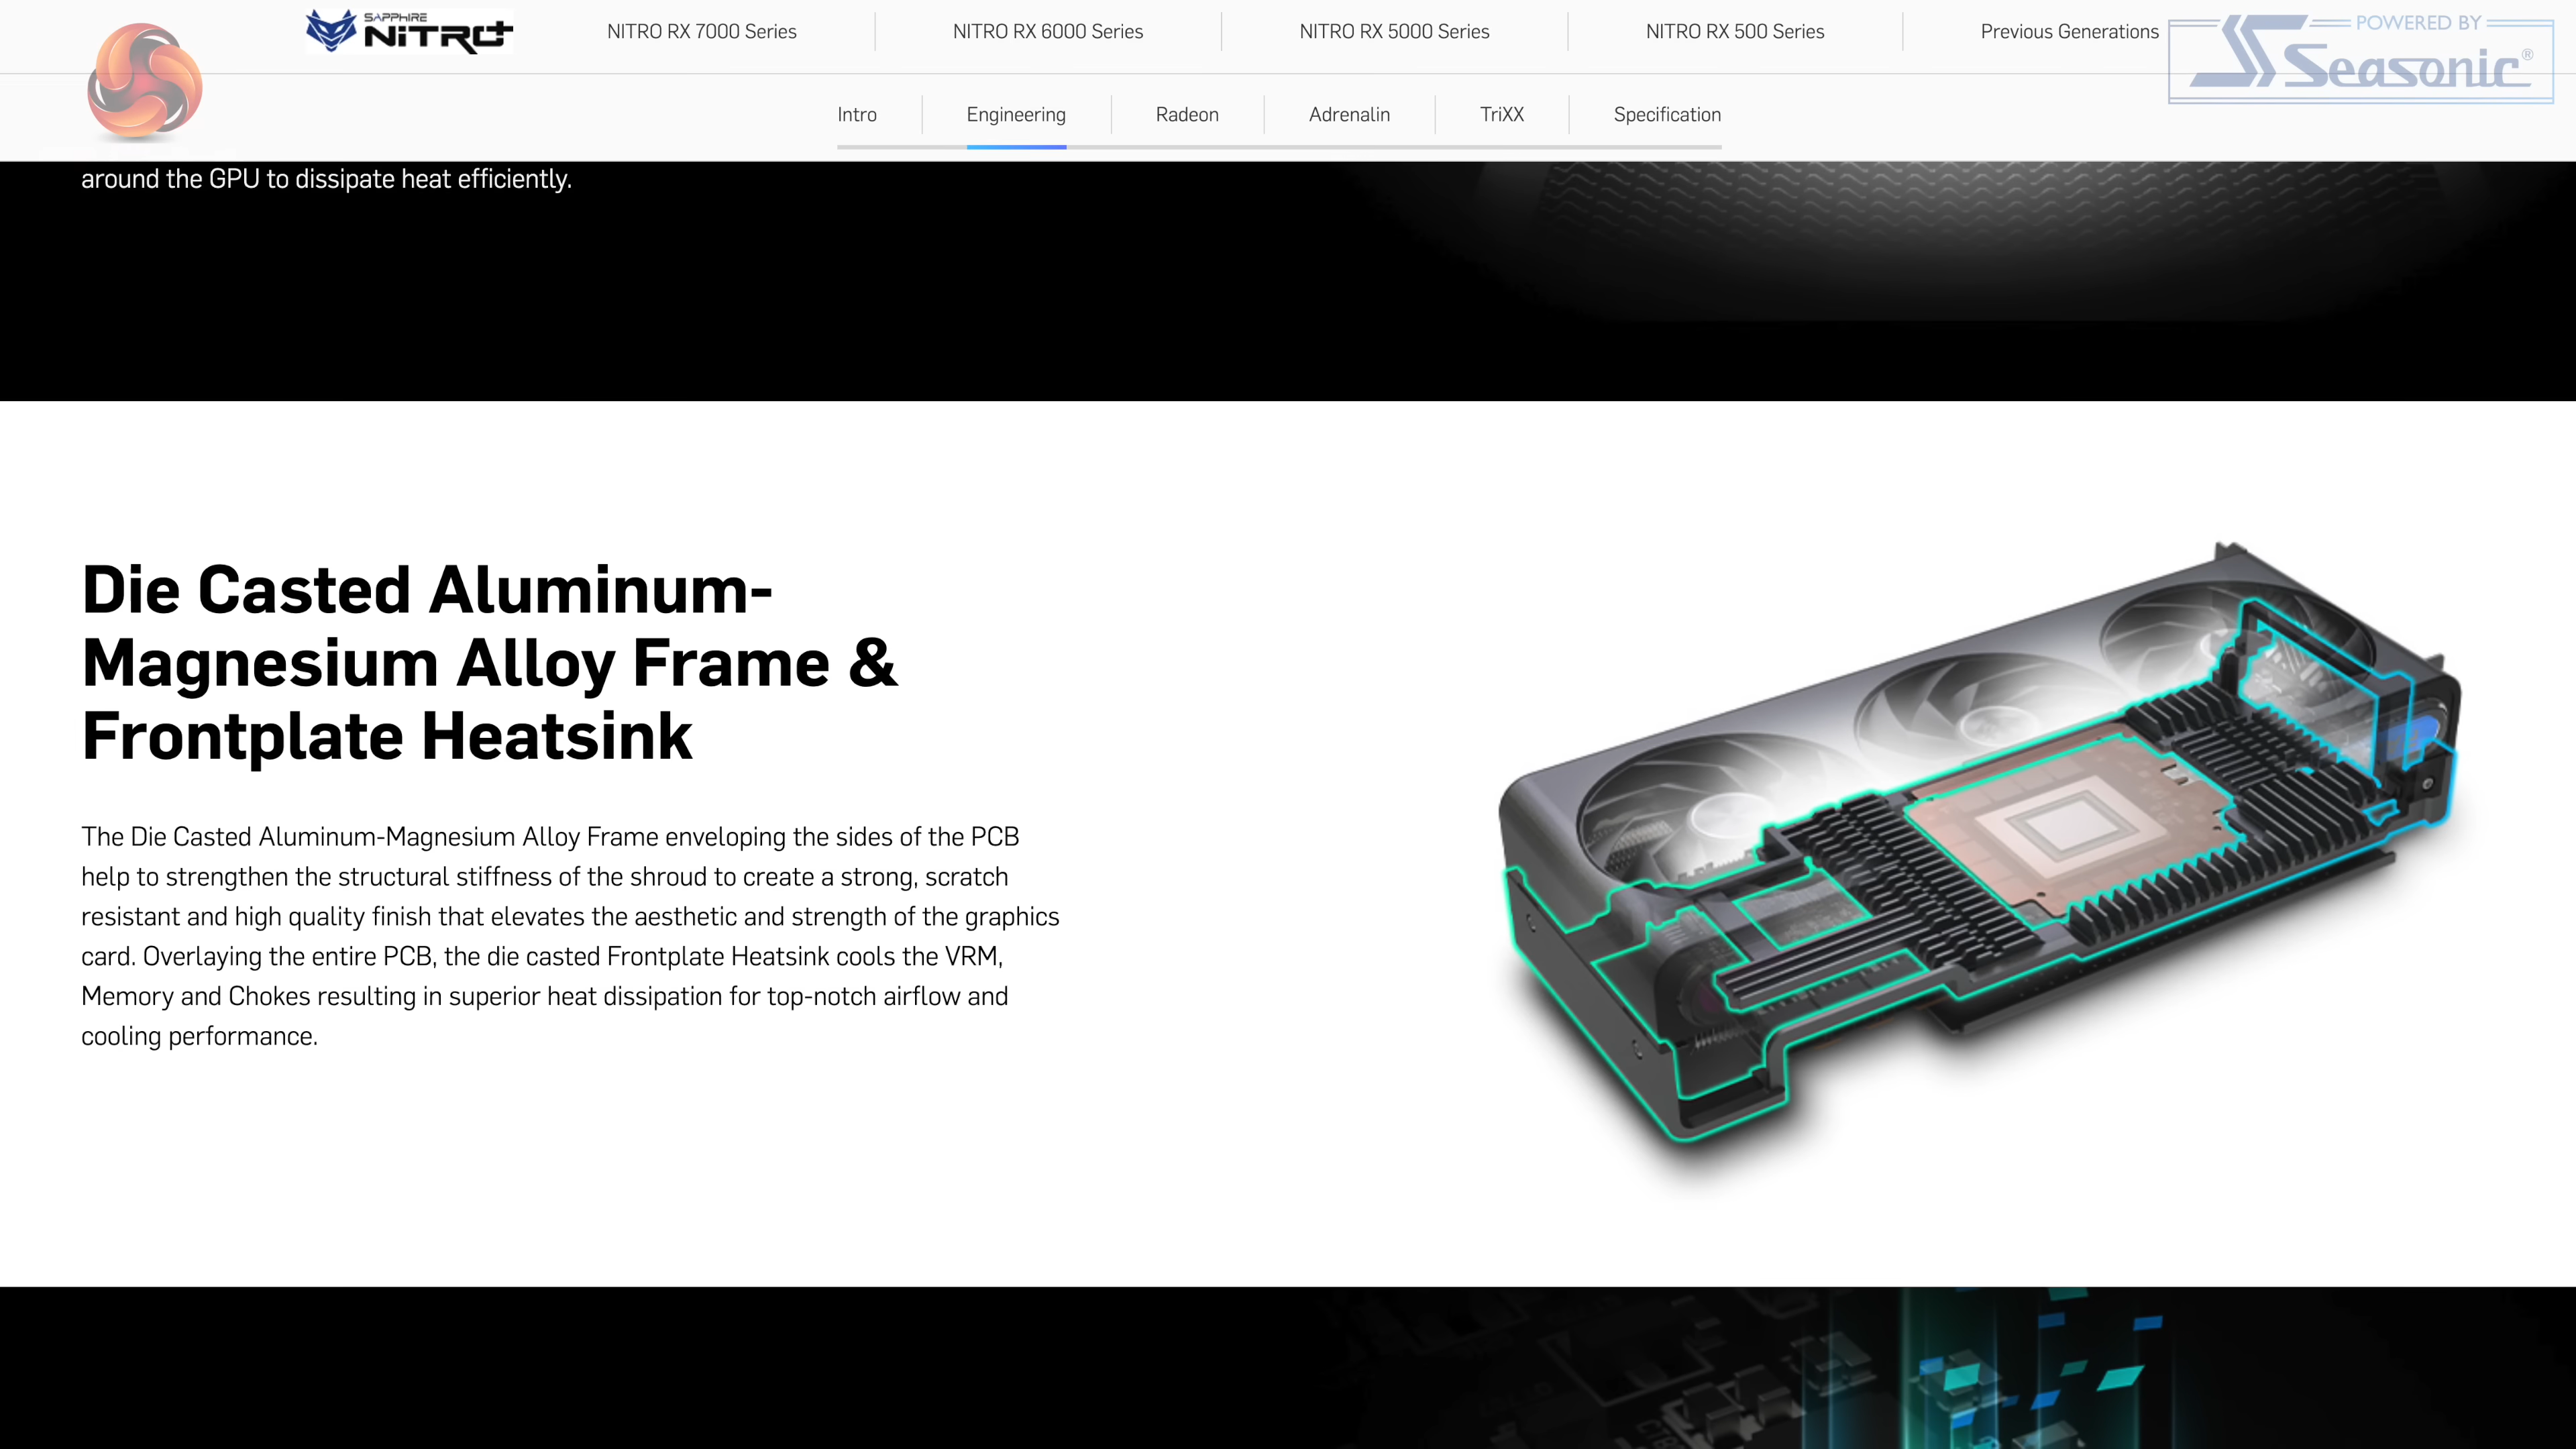 SAPPHIRE
NITRO+
NITRO RX 7000 Series
NITRO RX 6000 Series
NITRO RX 5000 Series
NITRO RX 500 Series
Previous Generations
POWERED BY
Seasonic®
Intro
Engineering
Radeon
Adrenalin
TriXX
Specification
around the GPU to dissipate heat efficiently.
Die Casted Aluminum-
Magnesium Alloy Frame &
Frontplate Heatsink
The Die Casted Aluminum-Magnesium Alloy Frame enveloping the sides of the PCB
help to strengthen the structural stiffness of the shroud to create a strong, scratch
resistant and high quality finish that elevates the aesthetic and strength of the graphics
card. Overlaying the entire PCB, the die casted Frontplate Heatsink cools the VRM,
Memory and Chokes resulting in superior heat dissipation for top-notch airflow and
cooling performance.